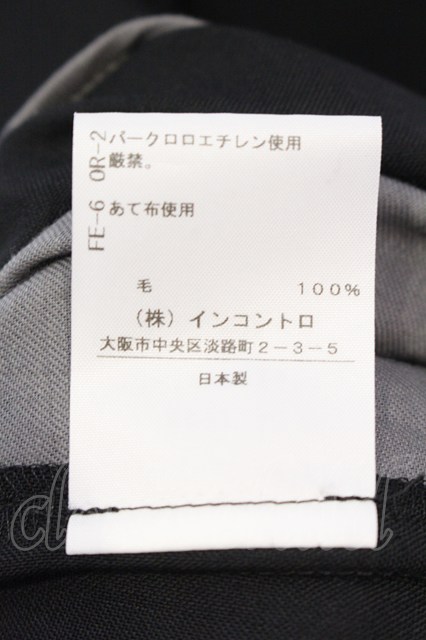 パークロロエチレン使用
厳禁。
あて布使用
FE-6 OR-2
毛 100%
(株)インコントロ
大阪市中央区淡路町2-3-5
日本製